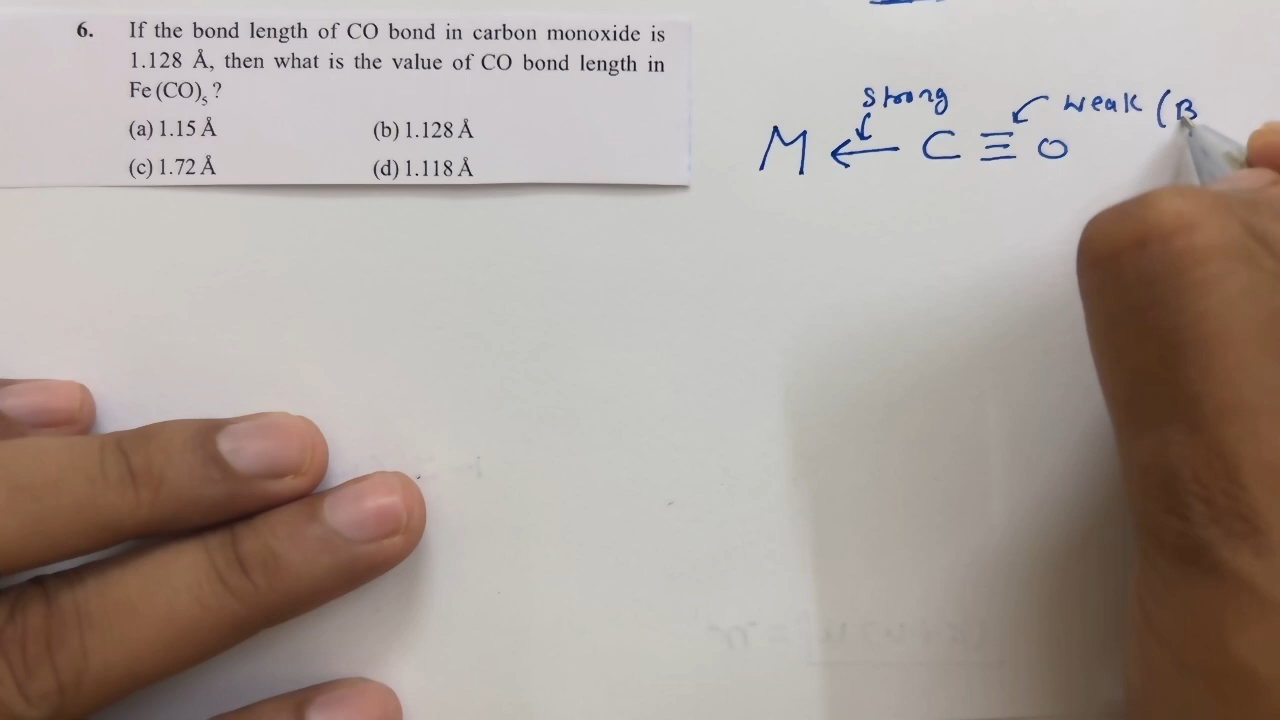 6. If the bond length of CO bond in carbon monoxide is
1.128 Å, then what is the value of CO bond length in
Fe(CO)₅ ?
(a) 1.15 Å (b) 1.128 Å
(c) 1.72 Å (d) 1.118 Å
strong
weak (B
M ← C ≡ O